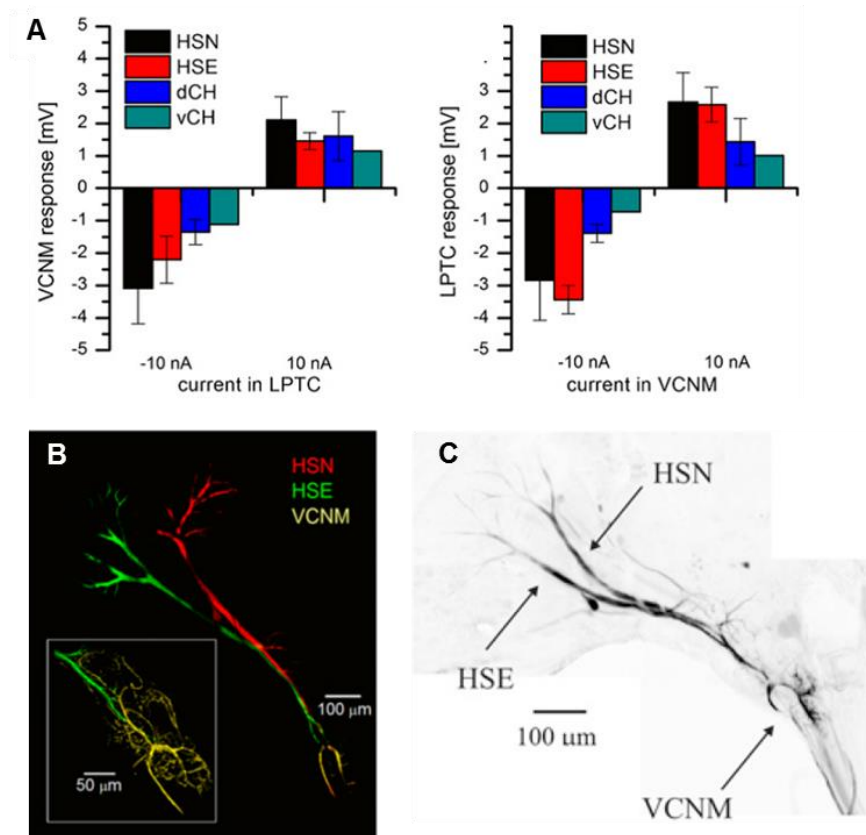 A
HSN
HSE
dCH
vCH
VCNM response [mV]
5
4
3
2
1
0
-1
-2
-3
-4
-5
-10 nA
10 nA
current in LPTC
HSN
HSE
dCH
vCH
LPTC response [mV]
5
4
3
2
1
0
-1
-2
-3
-4
-5
-10 nA
10 nA
current in VCNM
B
HSN
HSE
VCNM
100 µm
50 µm
C
HSN
HSE
100 um
VCNM